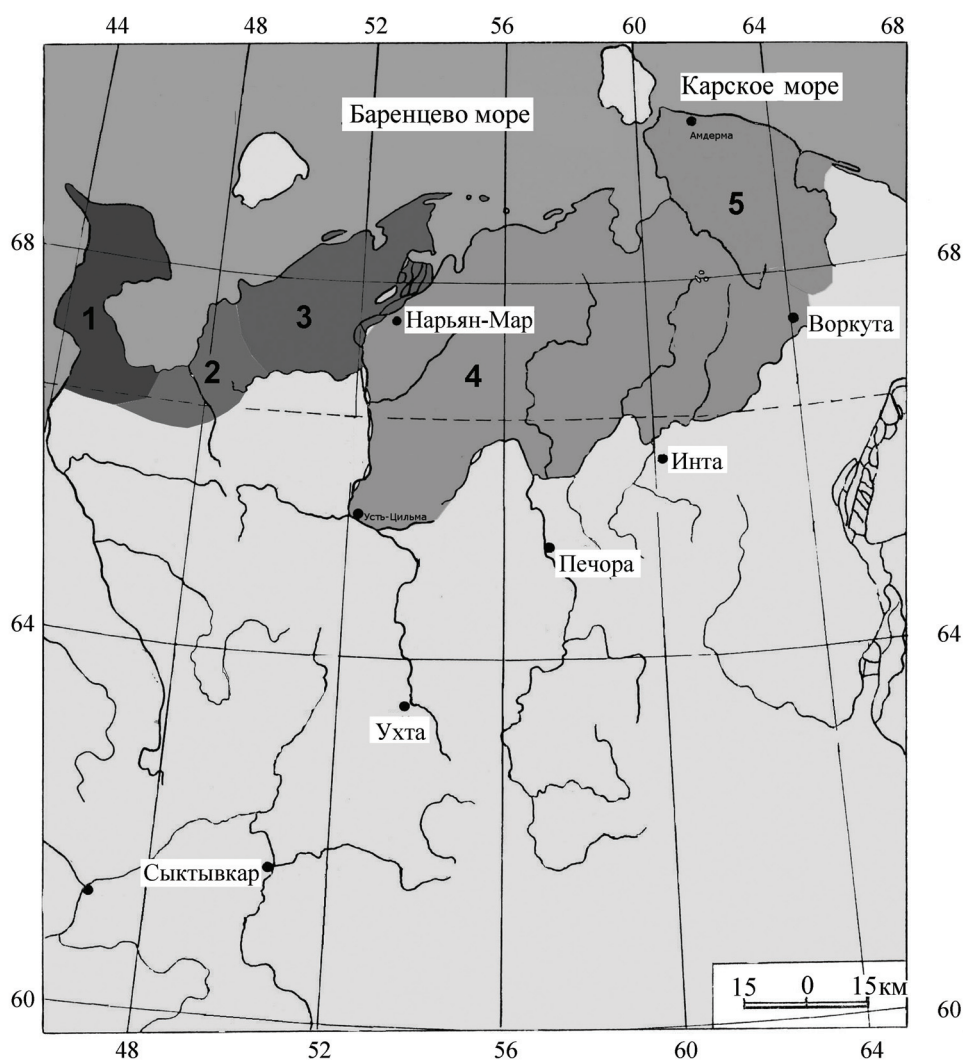 44 48 52 56 60 64 68
Карское море
Баренцево море
Амдерма
5
68 68
1
3
Нарьян-Мар
Воркута
2
4
Инта
Усть-Цильма
Печора
64 64
Ухта
Сыктывкар
15 0 15 км
60 60
48 52 56 60 64